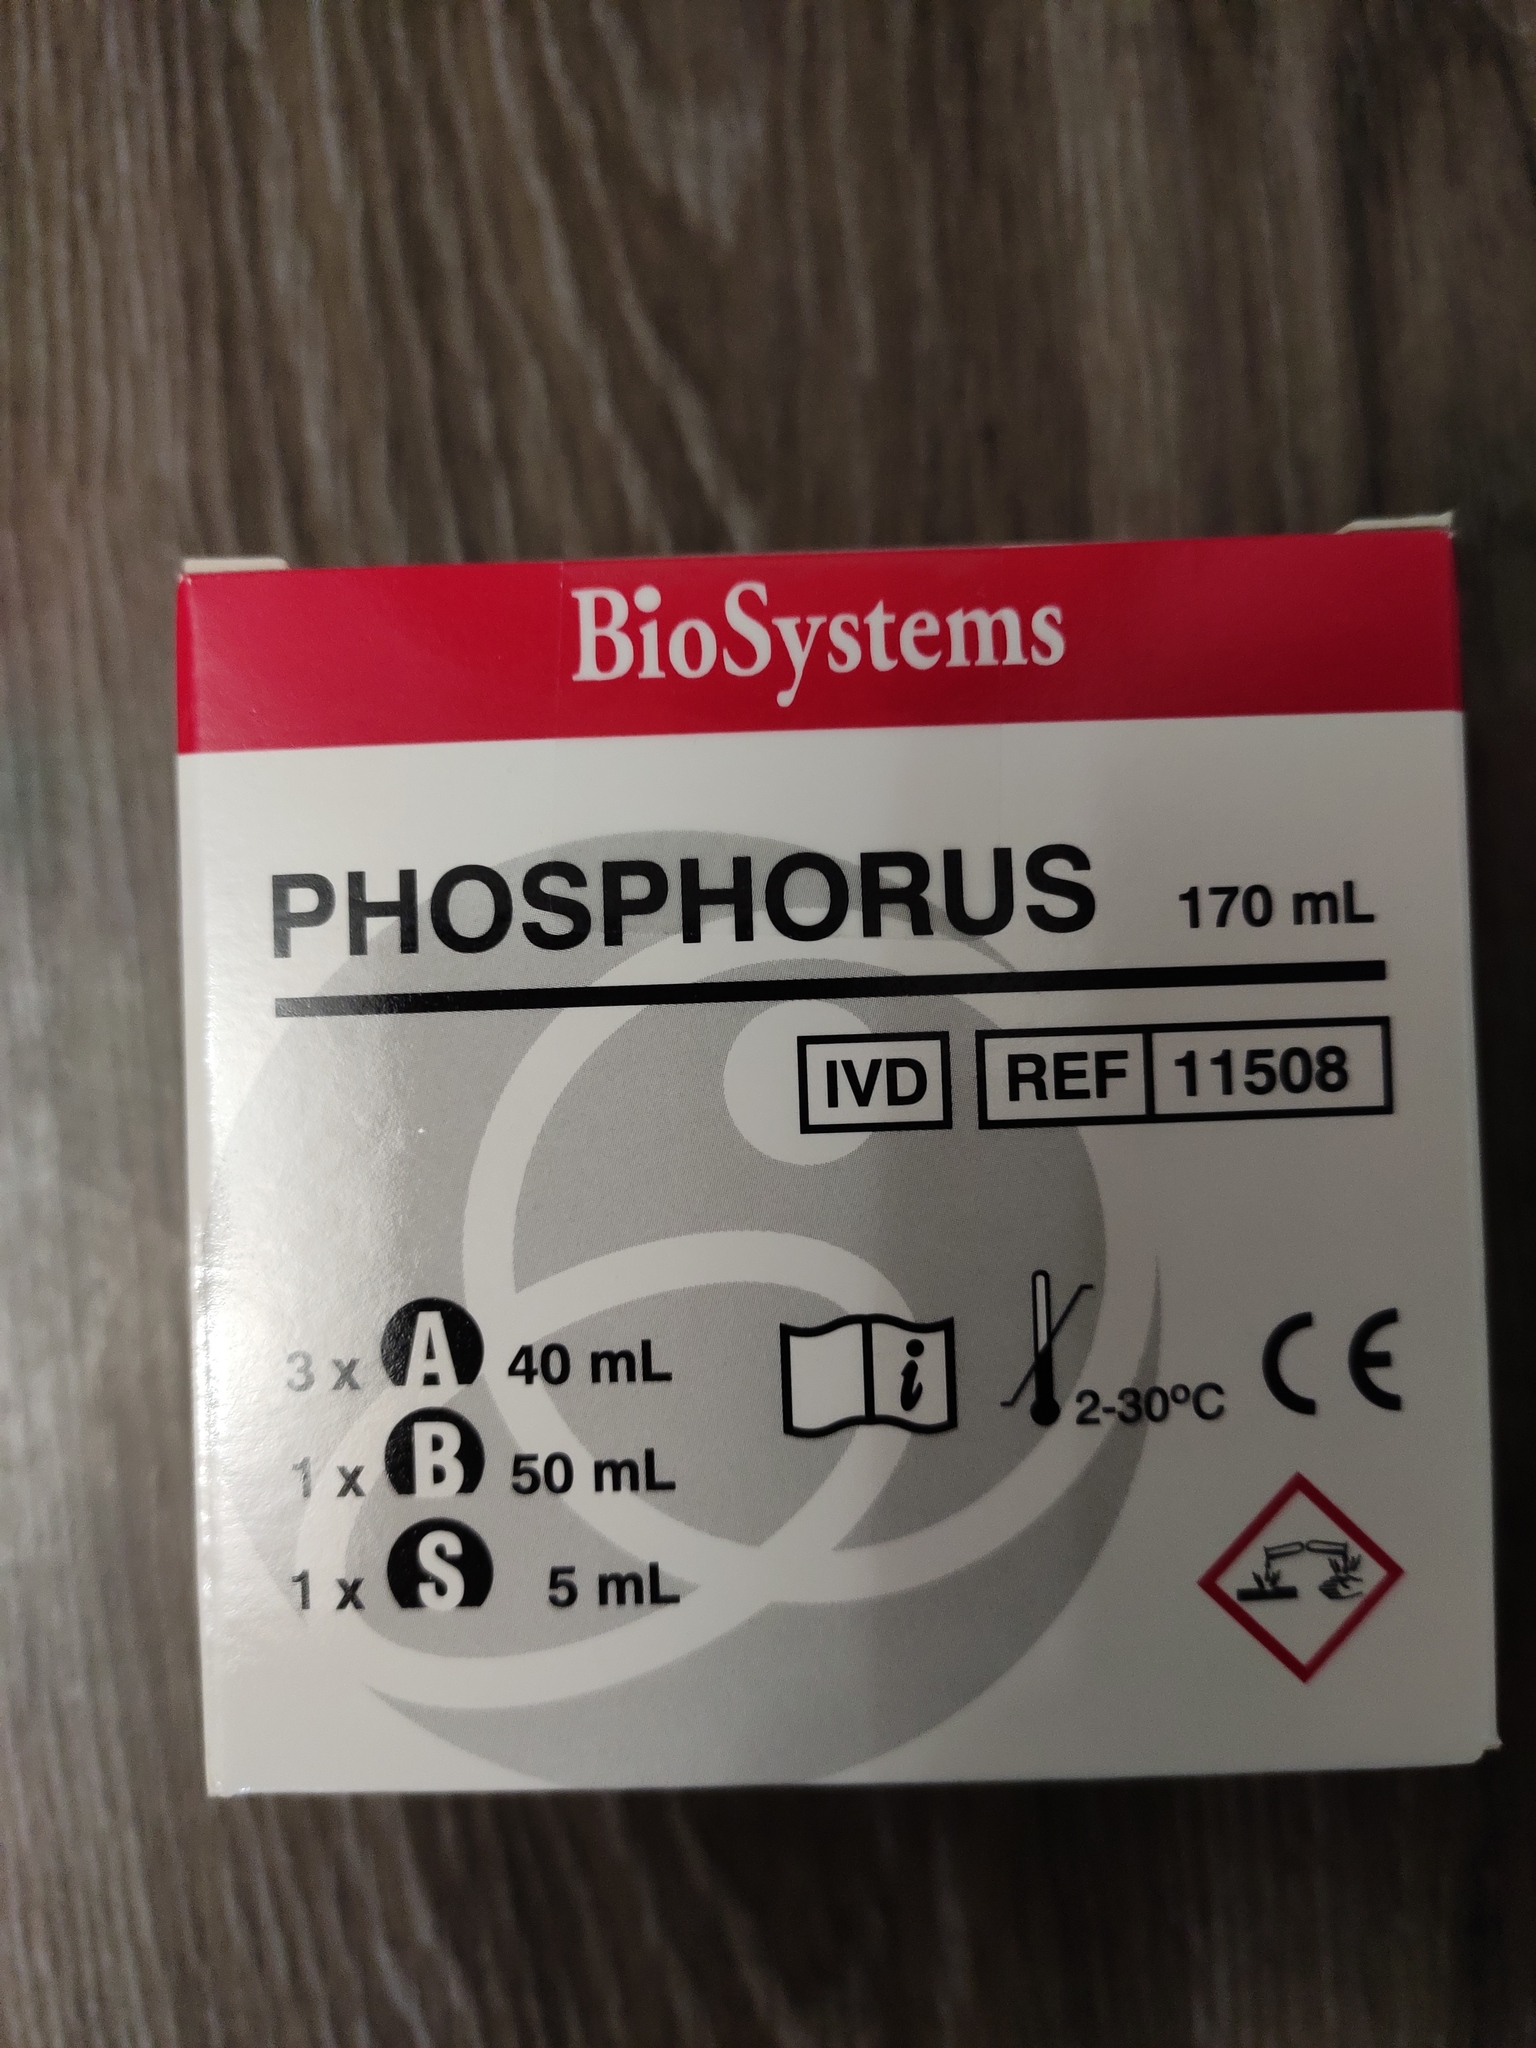 BioSystems
PHOSPHORUS 170 mL
IVD REF 11508
3 x A 40 mL
1 x B 50 mL
1 x S 5 mL
i
2-30ºC
CE